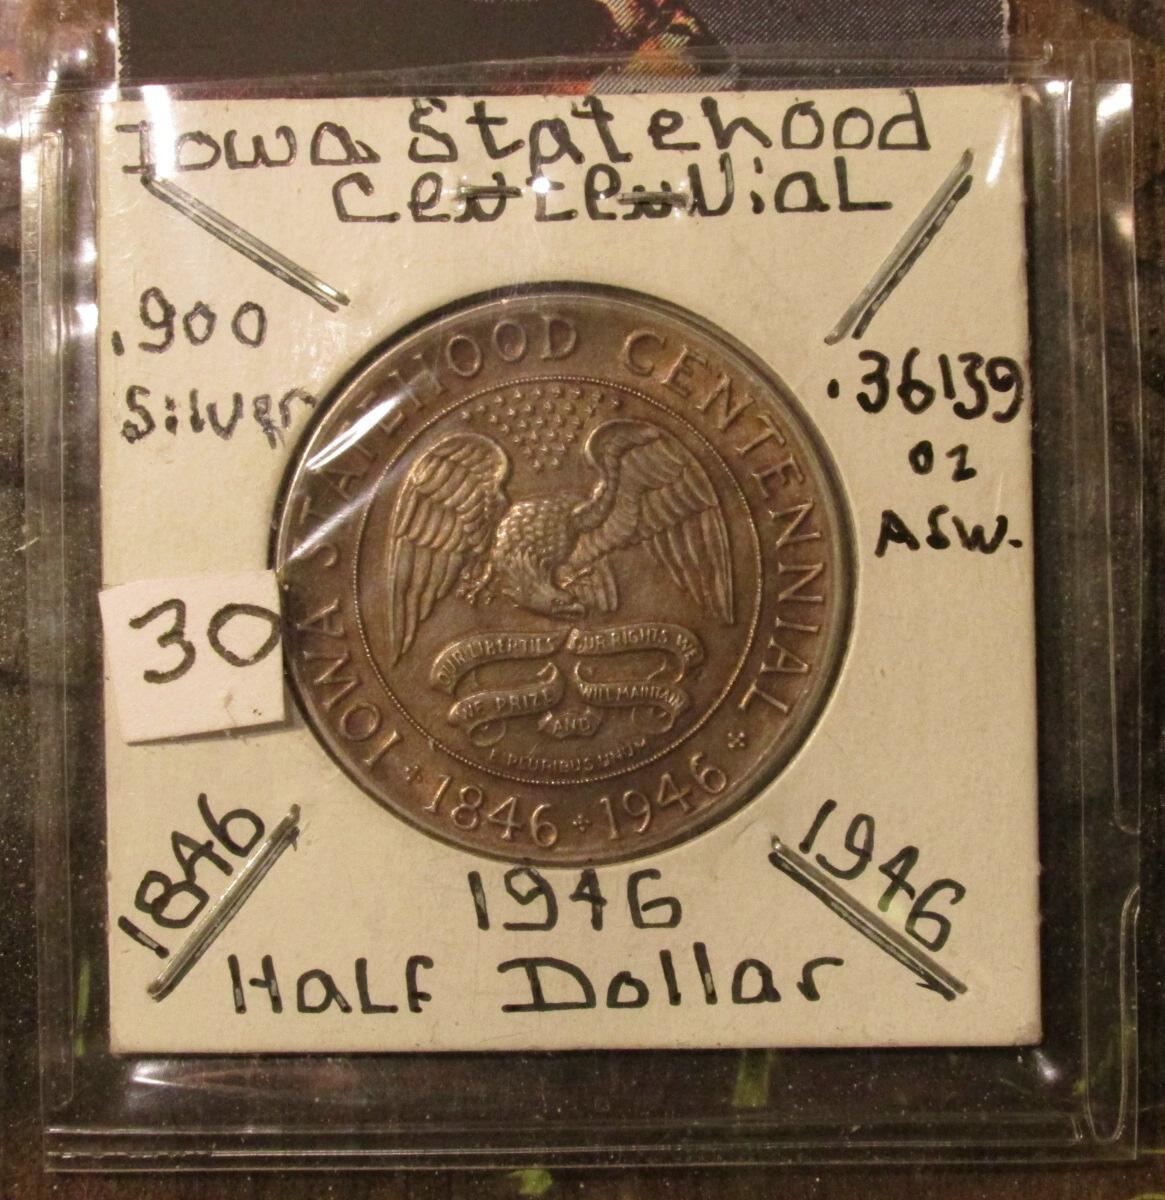 Iowa Statehood
Centennial
.900
Silver
.36139
oz
ASW.
30
IOWA STATEHOOD CENTENNIAL
OUR LIBERTIES OUR RIGHTS WE
WE PRIZE WILL MAINTAIN
AND
E PLURIBUS UNUM
1846 1946
1846
1946
1946
Half Dollar